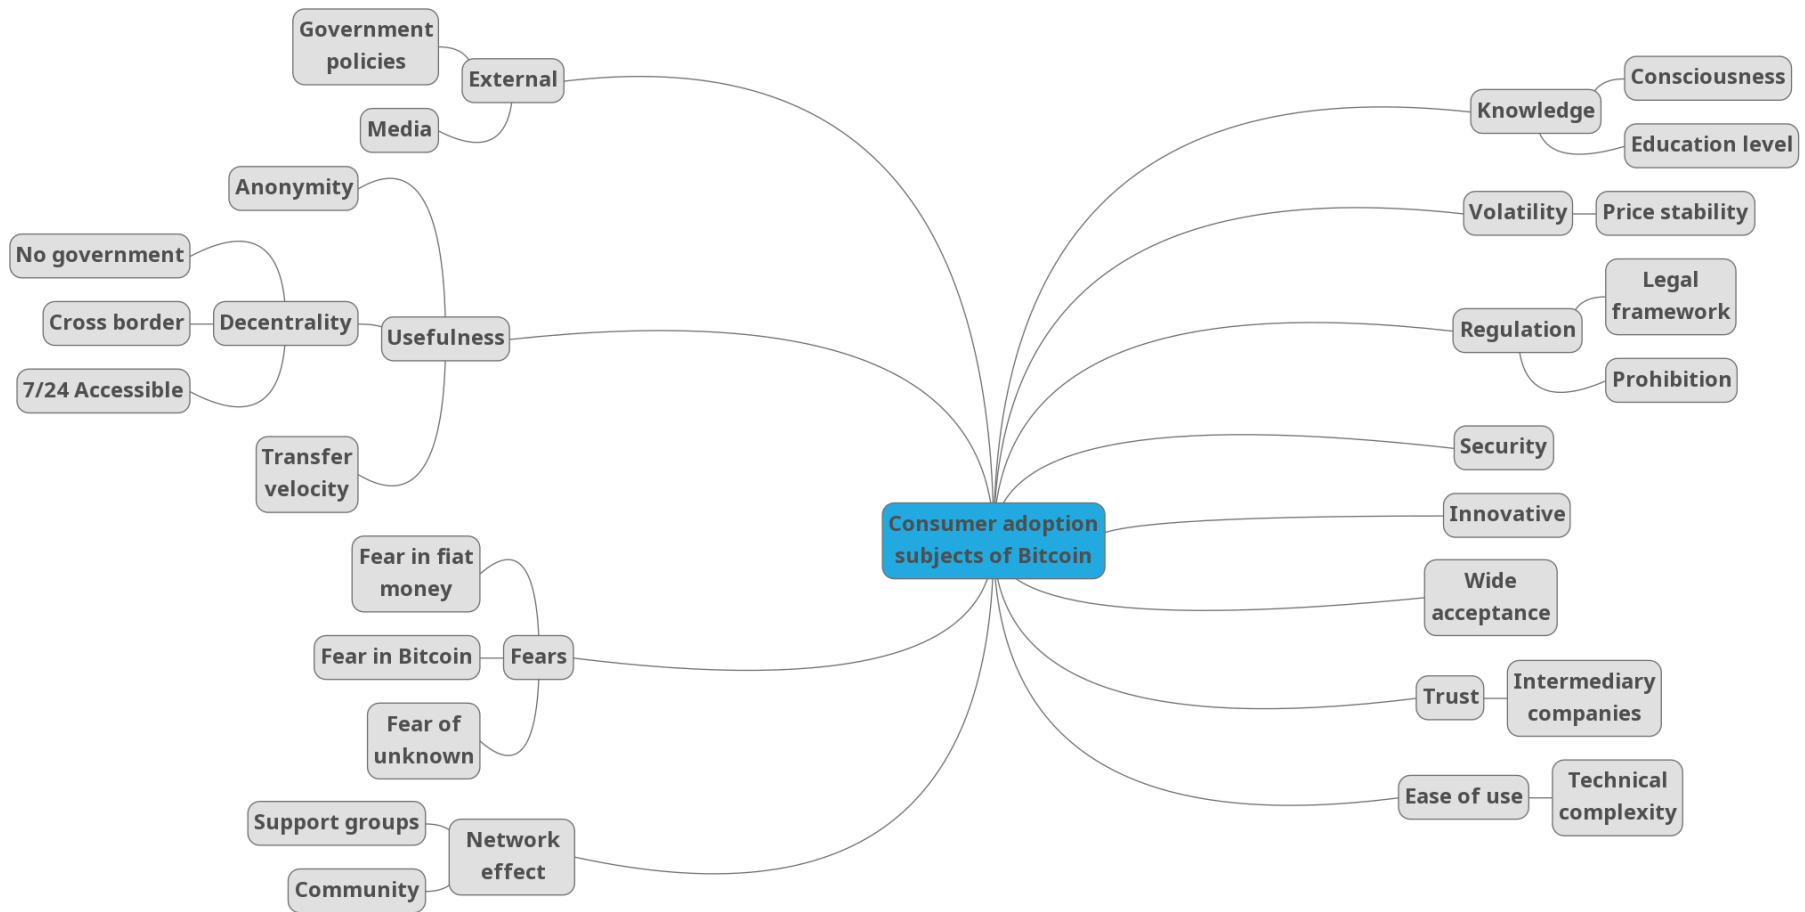 Government
policies
External
Media
Anonymity
No government
Cross border
Decentrality
7/24 Accessible
Usefulness
Transfer
velocity
Fear in fiat
money
Fear in Bitcoin
Fears
Fear of
unknown
Support groups
Network
effect
Community
Consumer adoption
subjects of Bitcoin
Knowledge
Consciousness
Education level
Volatility
Price stability
Regulation
Legal
framework
Prohibition
Security
Innovative
Wide
acceptance
Trust
Intermediary
companies
Ease of use
Technical
complexity